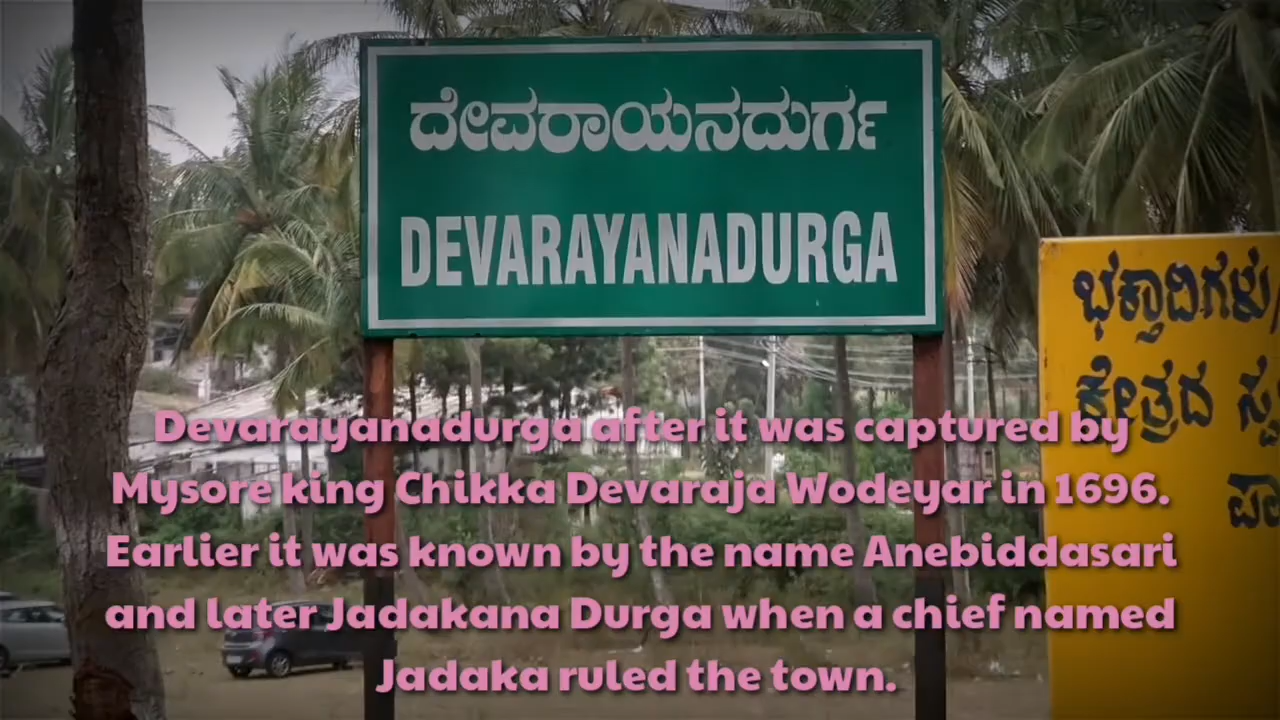 ದೇವರಾಯನದುರ್ಗ
DEVARAYANADURGA
ಭಕ್ತಾದಿಗಳು
ಕ್ಷೇತ್ರದ
Devarayanadurga after it was captured by
Mysore king Chikka Devaraja Wodeyar in 1696.
Earlier it was known by the name Anebiddasari
and later Jadakana Durga when a chief named
Jadaka ruled the town.